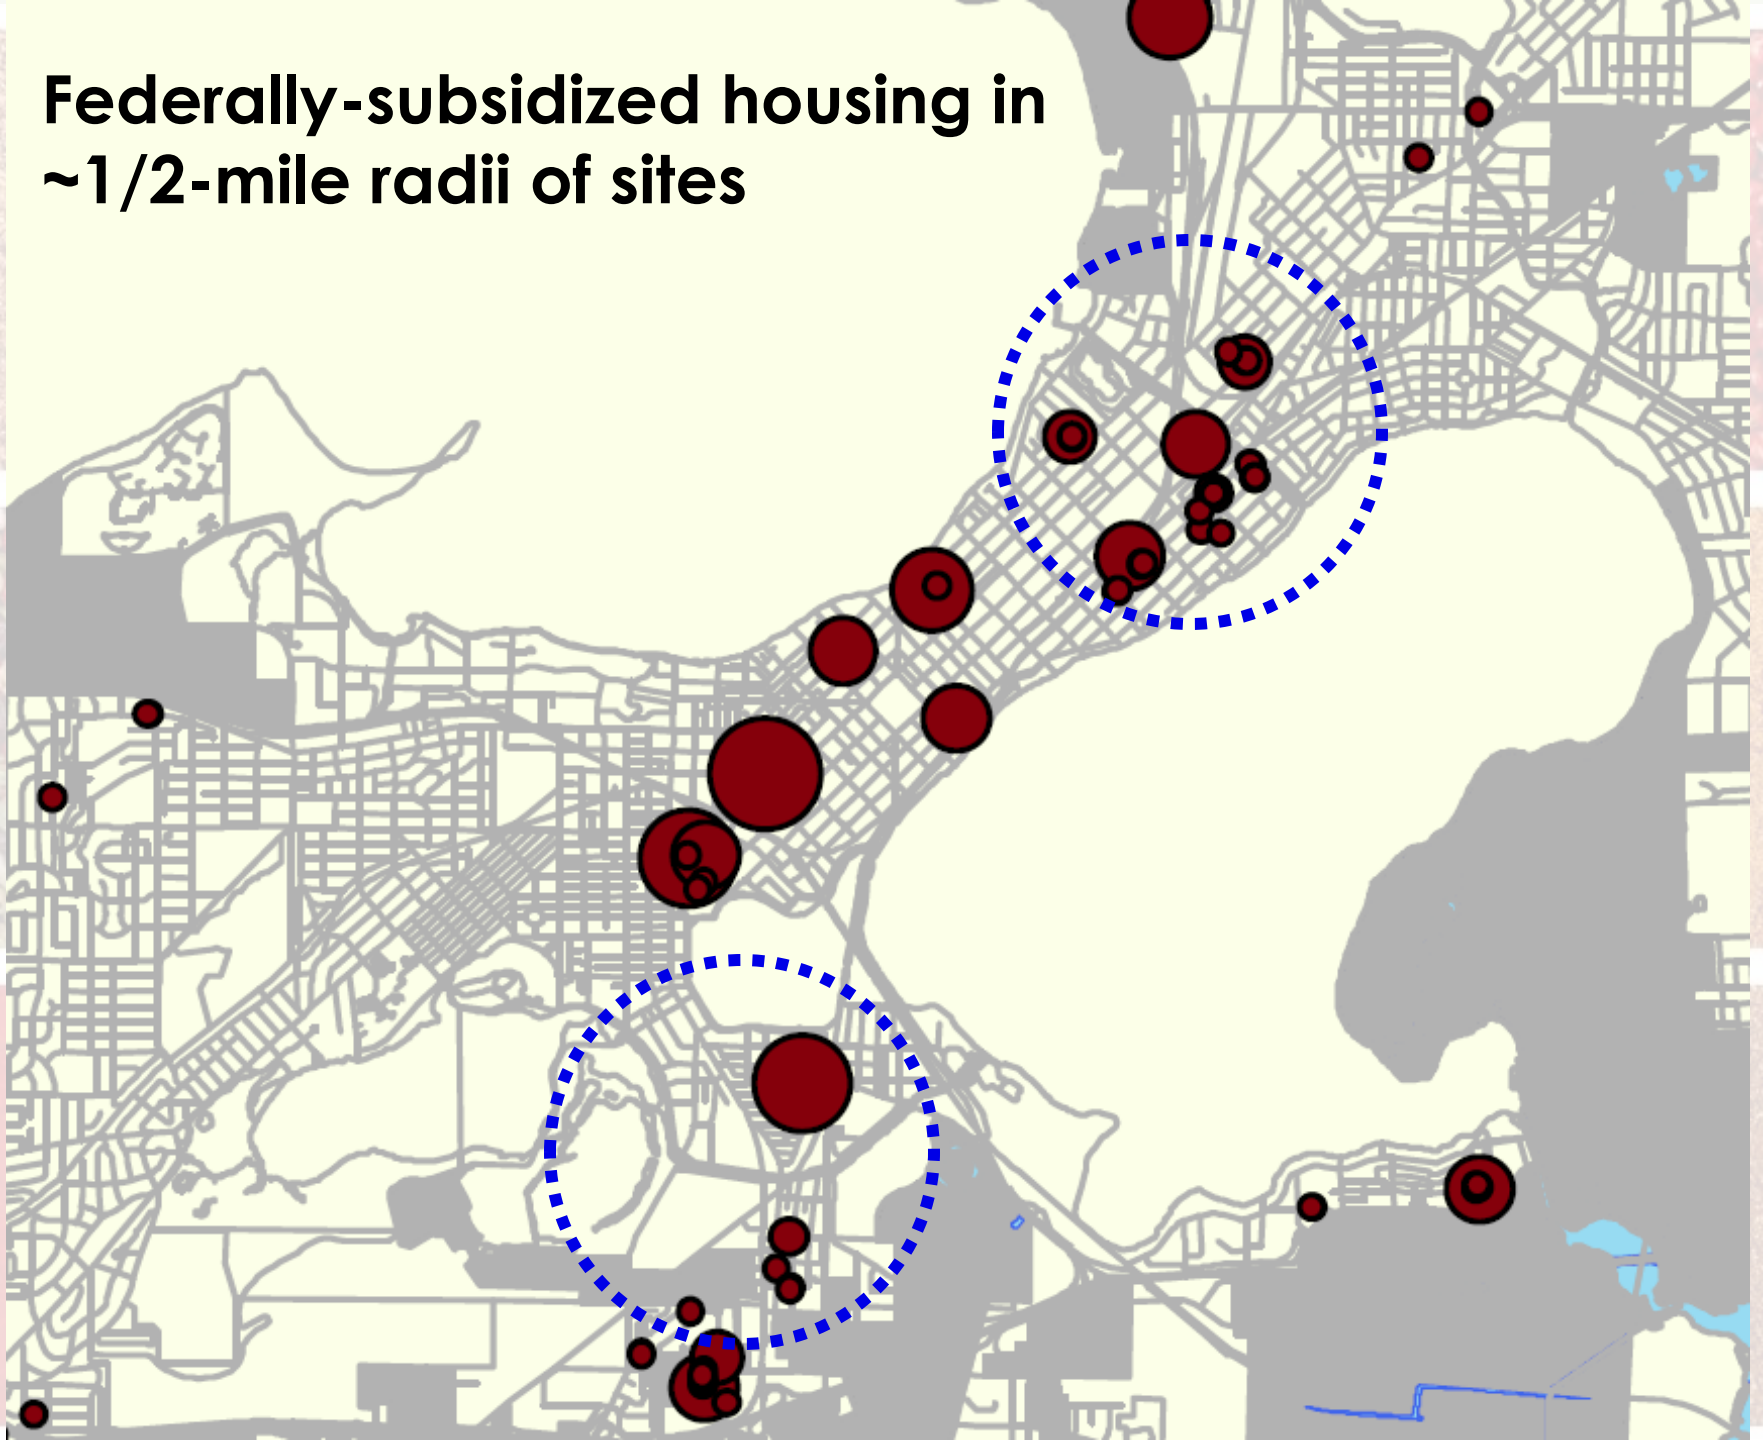 Federally-subsidized housing in
~1/2-mile radii of sites